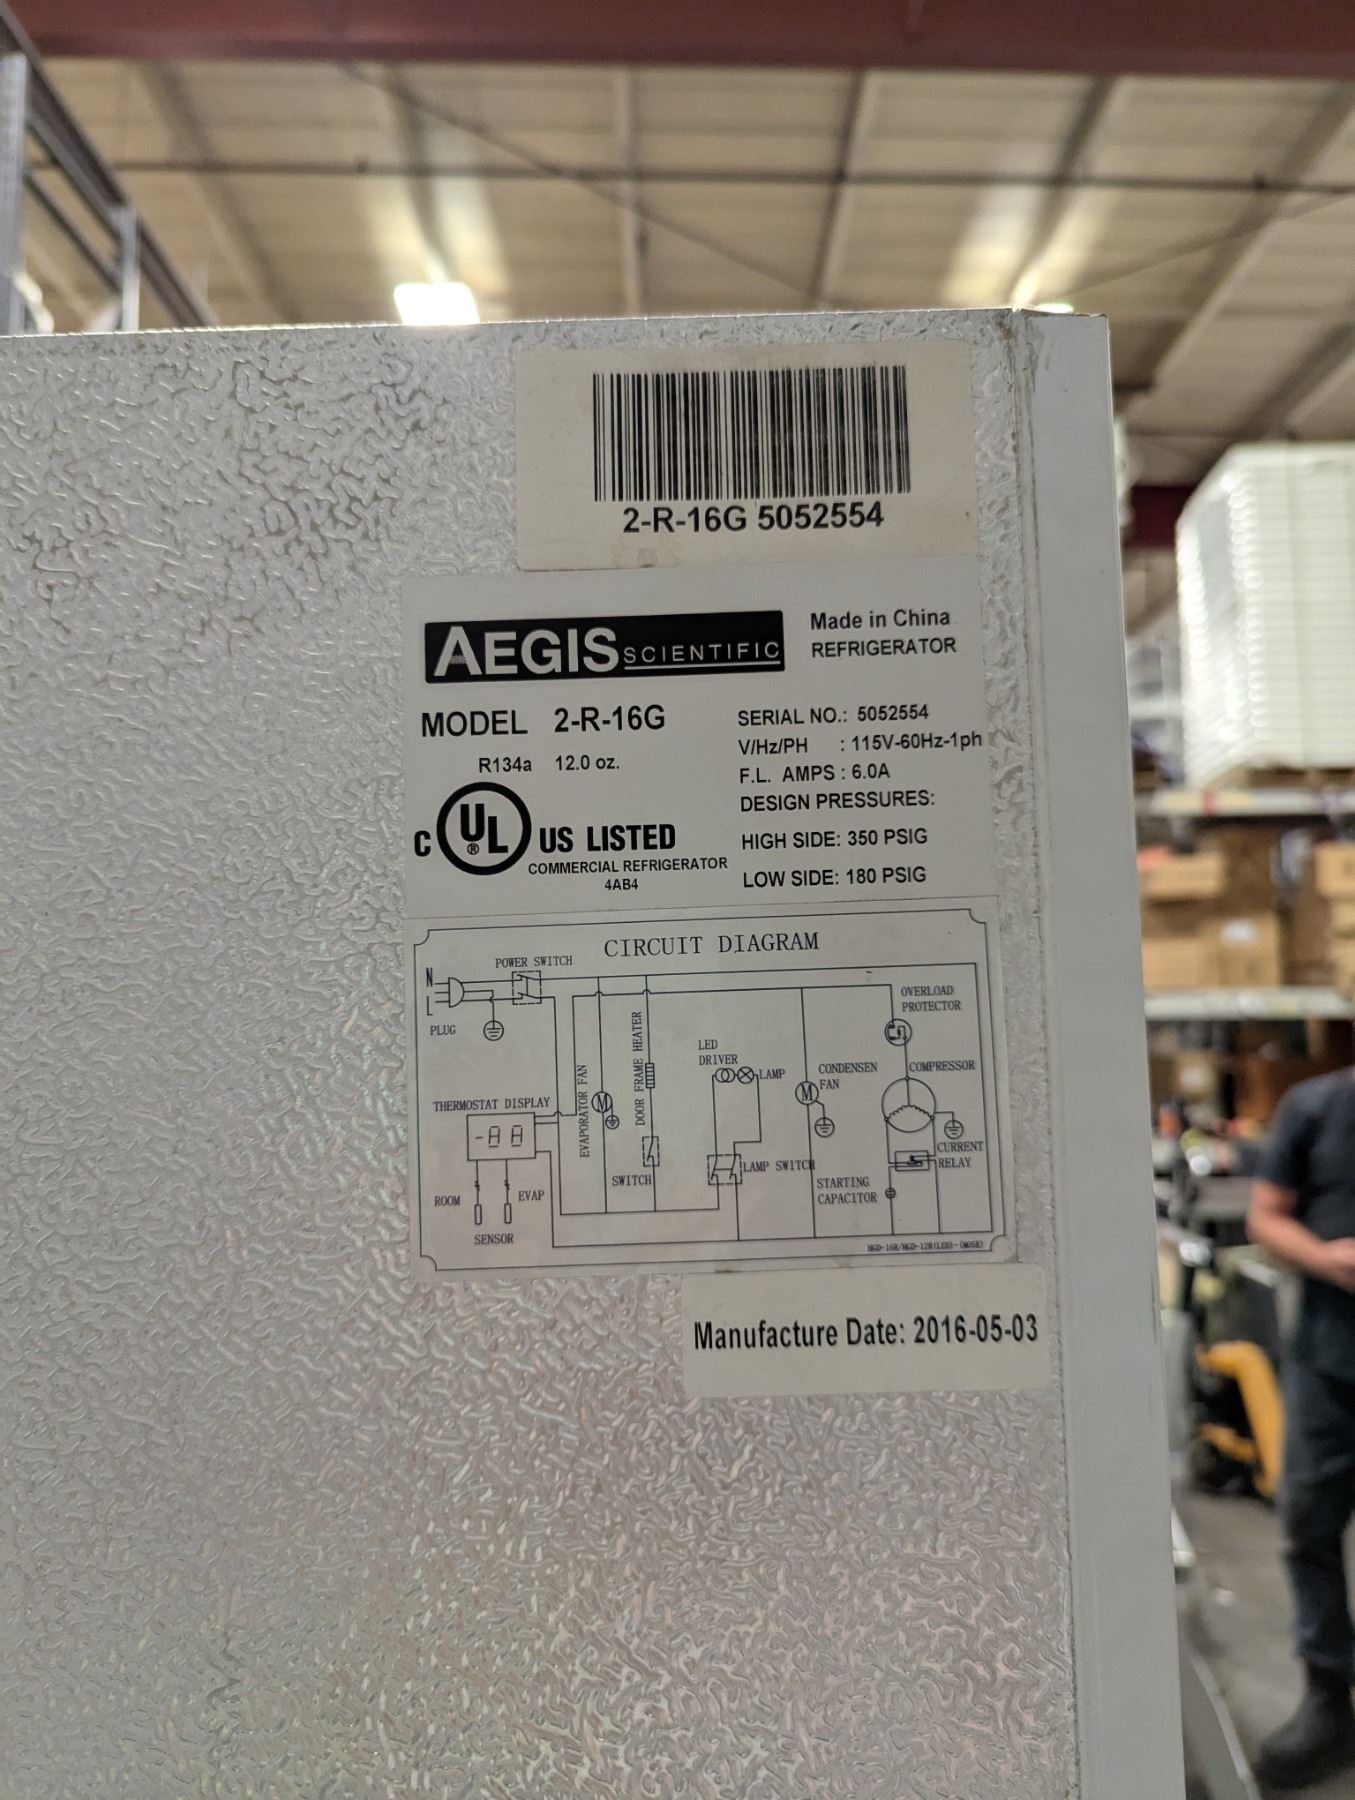 2-R-16G 5052554
AEGIS SCIENTIFIC
Made in China
REFRIGERATOR
MODEL 2-R-16G
R134a 12.0 oz.
SERIAL NO.: 5052554
V/Hz/PH : 115V-60Hz-1ph
F.L. AMPS : 6.0A
DESIGN PRESSURES:
HIGH SIDE: 350 PSIG
LOW SIDE: 180 PSIG
C UL ® US LISTED
COMMERCIAL REFRIGERATOR
4AB4
CIRCUIT DIAGRAM
N
L
PLUG
POWER SWITCH
THERMOSTAT DISPLAY
ROOM
EVAP
SENSOR
EVAPORATOR FAN
M
DOOR FRAME HEATER
SWITCH
LED
DRIVER
LAMP
LAMP SWITCH
M
CONDENSEN
FAN
OVERLOAD
PROTECTOR
COMPRESSOR
CURRENT
RELAY
STARTING
CAPACITOR
Manufacture Date: 2016-05-03